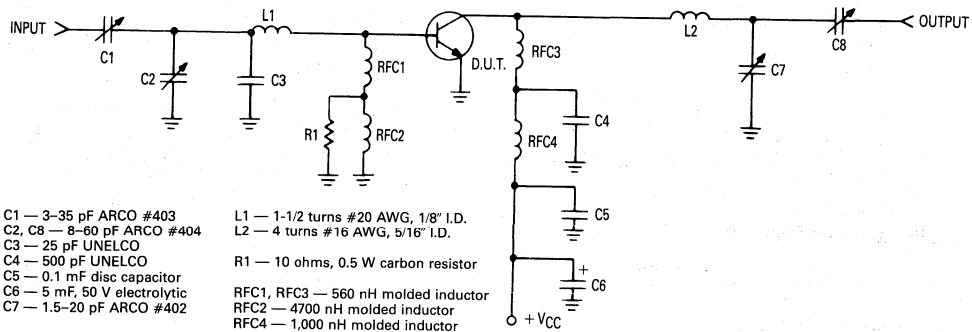 INPUT
C1
C2
L1
C3
RFC1
R1
RFC2
D.U.T.
RFC3
RFC4
C4
C5
+
C6
+ VCC
L2
C7
C8
OUTPUT
C1 — 3–35 pF ARCO #403
C2, C8 — 8–60 pF ARCO #404
C3 — 25 pF UNELCO
C4 — 500 pF UNELCO
C5 — 0.1 mF disc capacitor
C6 — 5 mF, 50 V electrolytic
C7 — 1.5–20 pF ARCO #402
L1 — 1-1/2 turns #20 AWG, 1/8" I.D.
L2 — 4 turns #16 AWG, 5/16" I.D.
R1 — 10 ohms, 0.5 W carbon resistor
RFC1, RFC3 — 560 nH molded inductor
RFC2 — 4700 nH molded inductor
RFC4 — 1,000 nH molded inductor